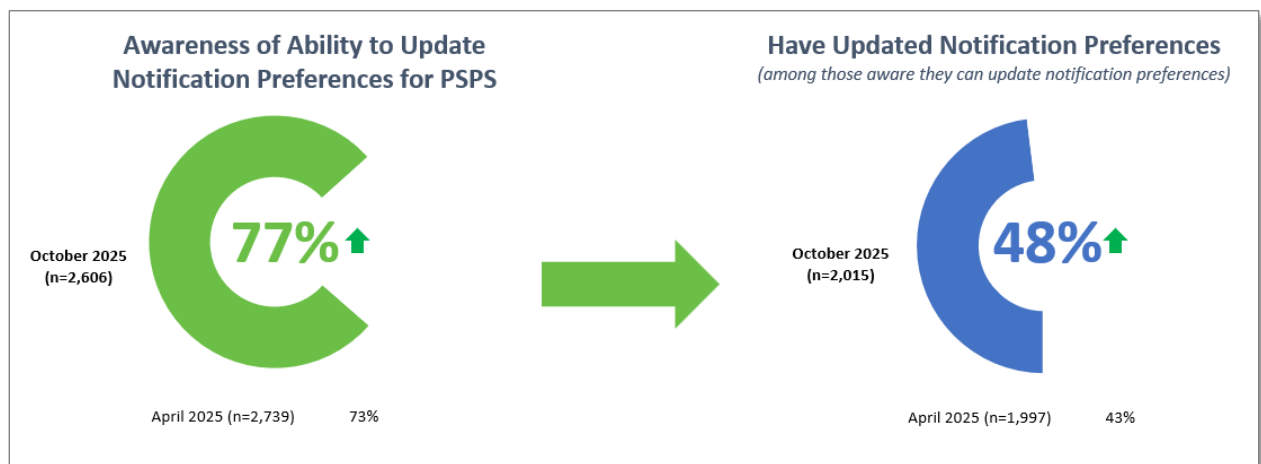 Awareness of Ability to Update
Notification Preferences for PSPS
77%
October 2025
(n=2,606)
April 2025 (n=2,739) 73%
Have Updated Notification Preferences
(among those aware they can update notification preferences)
48%
October 2025
(n=2,015)
April 2025 (n=1,997) 43%